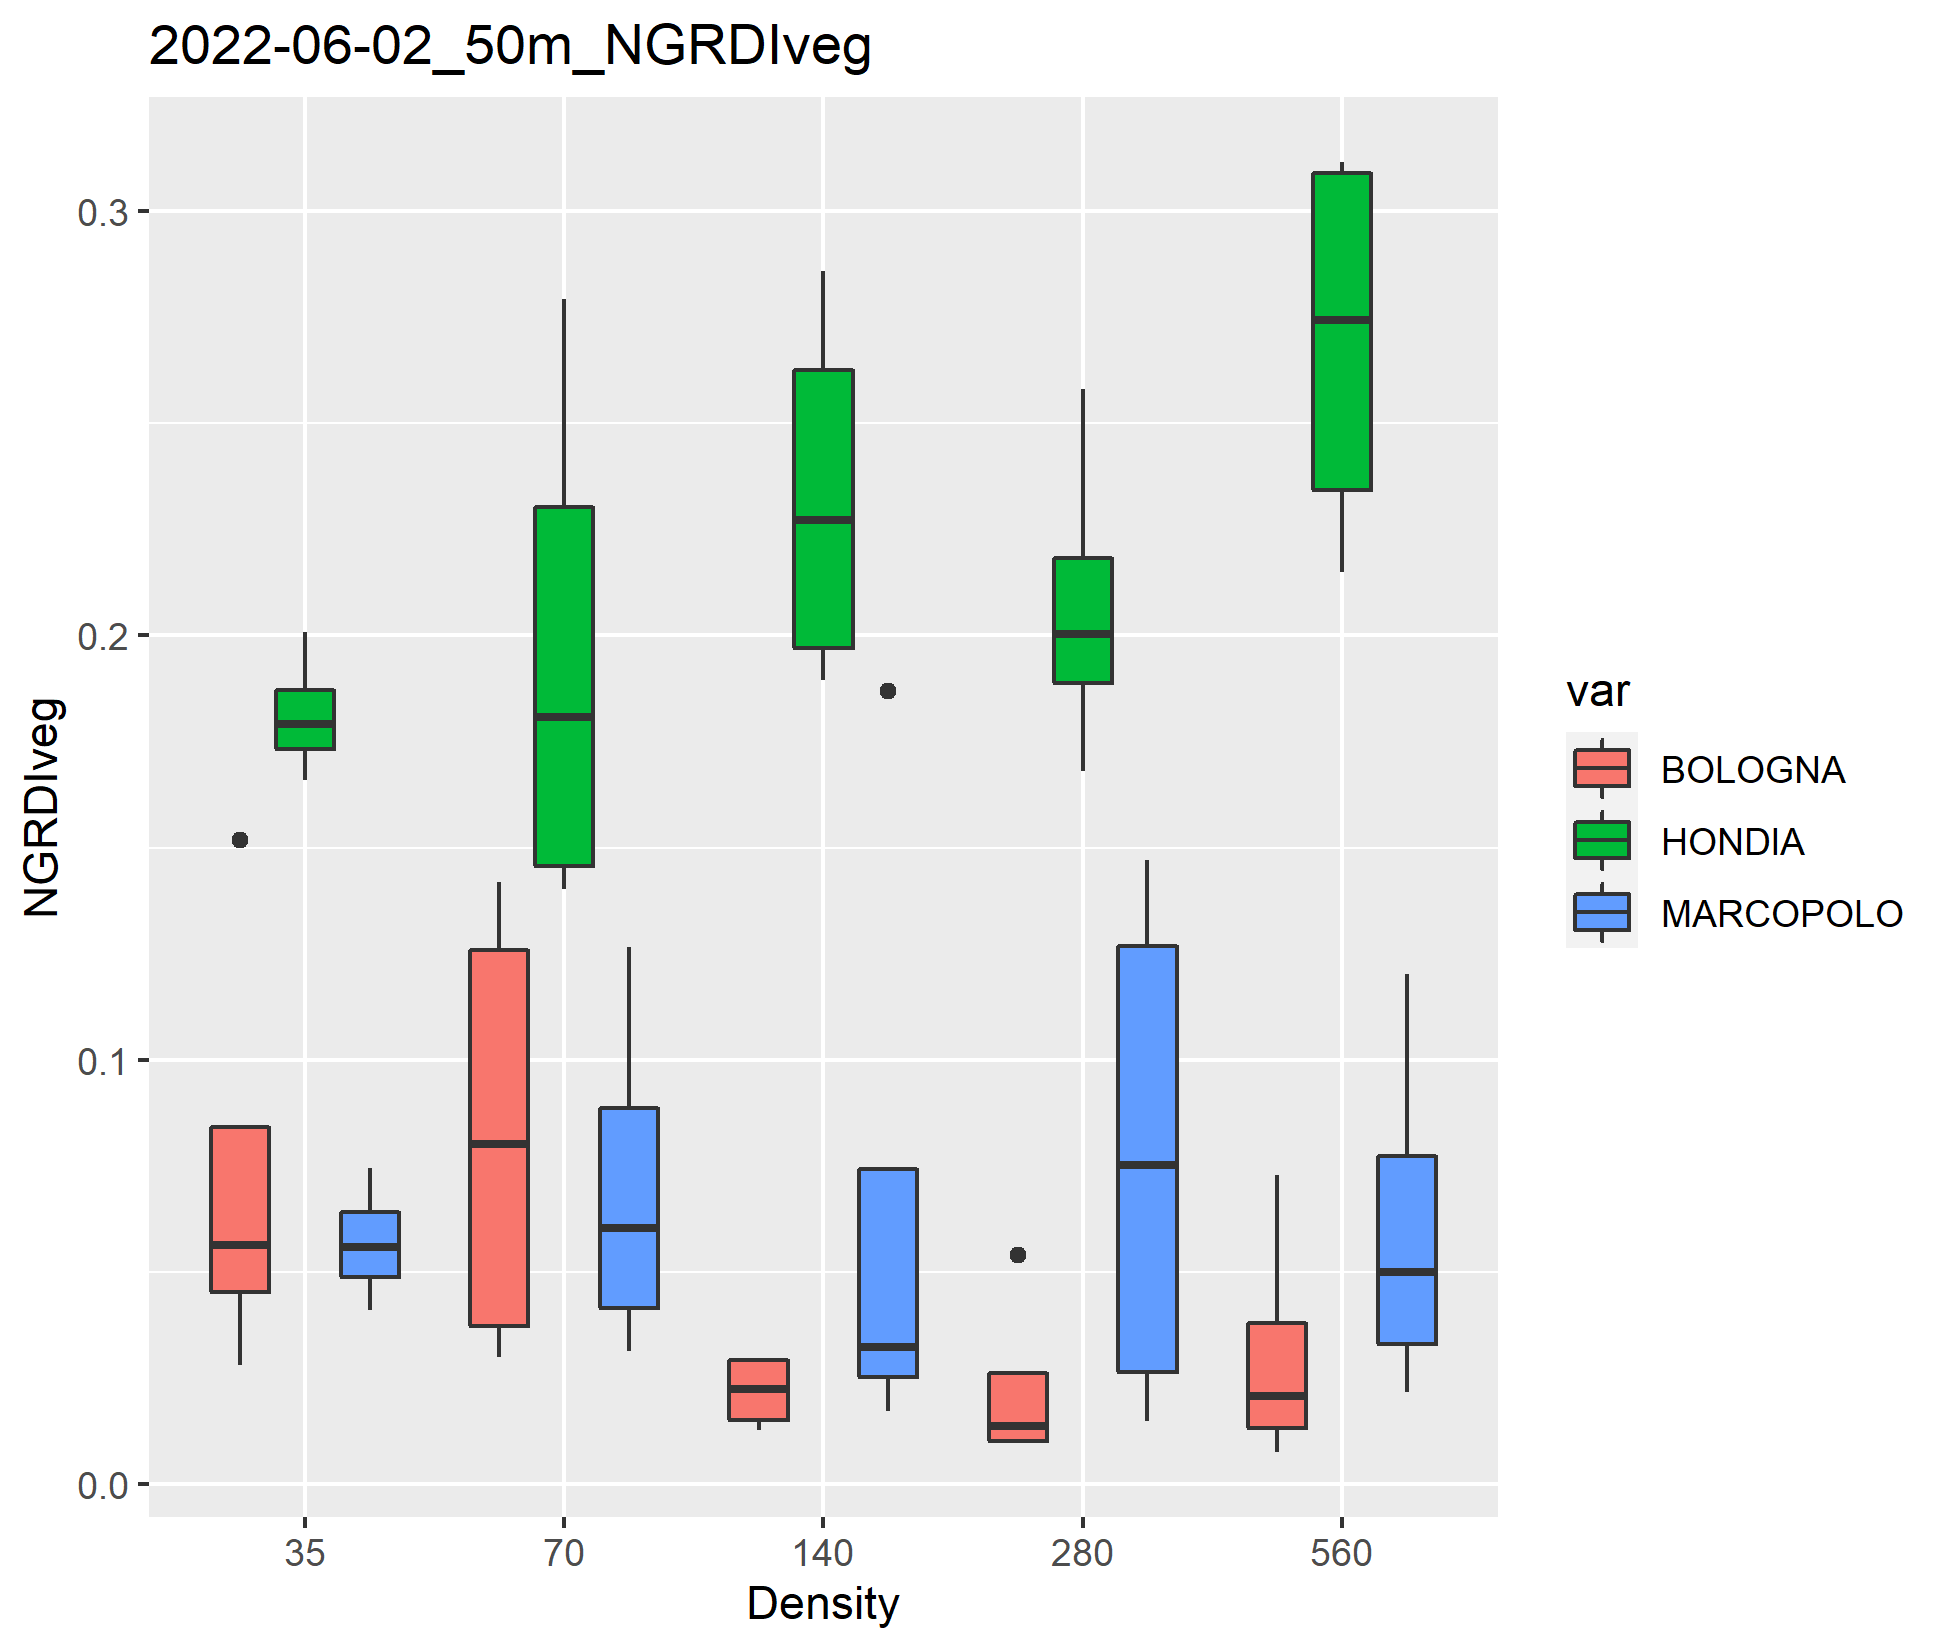 2022-06-02_50m_NGRDIveg
NGRDIveg
0.3
0.2
0.1
0.0
35 70 140 280 560
Density
var
BOLOGNA
HONDIA
MARCOPOLO